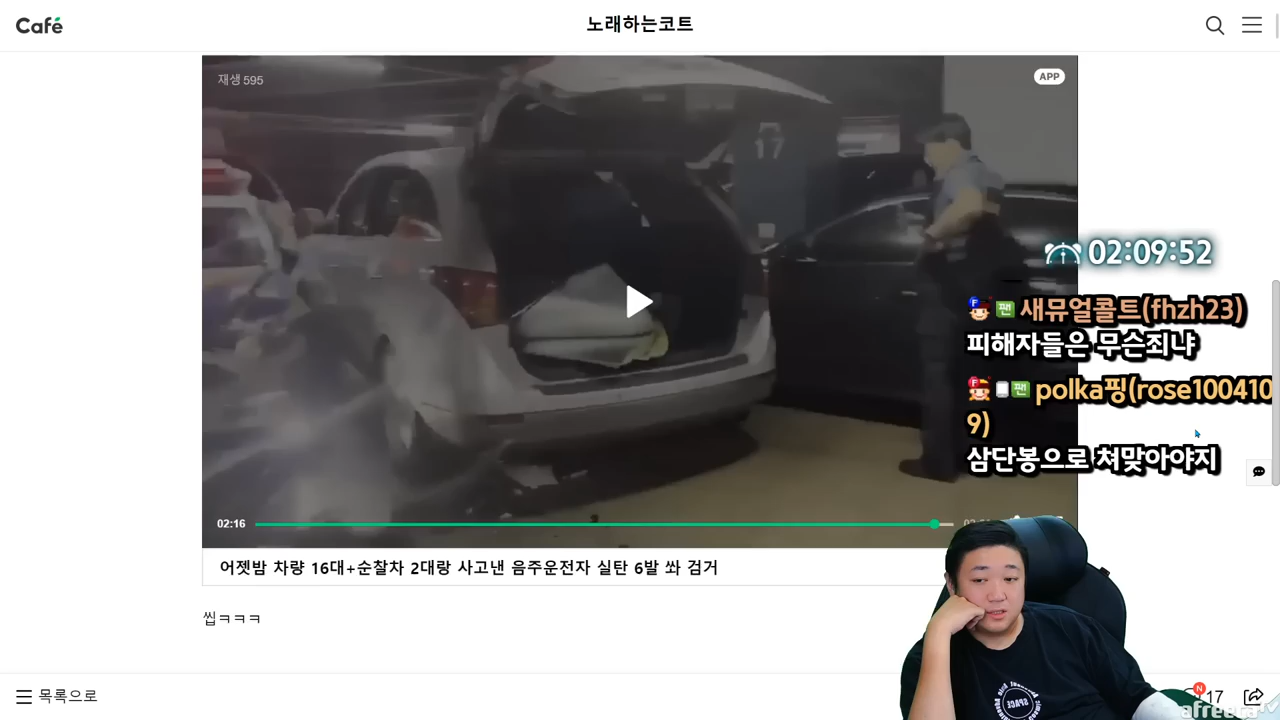 Café
노래하는코트
재생 595
APP
17
02:09:52
새뮤얼콜트(fhzh23)
피해자들은 무슨죄냐
polka핑(rose100410
9)
삼단봉으로 쳐맞아야지
02:16
어젯밤 차량 16대+순찰차 2대랑 사고낸 음주운전자 실탄 6발 쏴 검거
씹ㅋㅋㅋ
목록으로
N
17
SPACE
afreecaTV